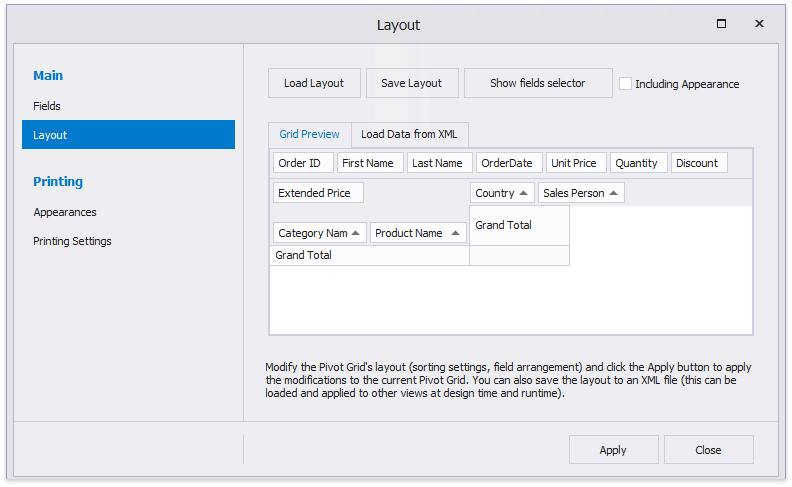 Layout
Main
Fields
Layout
Printing
Appearances
Printing Settings
Load Layout
Save Layout
Show fields selector
Including Appearance
Grid Preview
Load Data from XML
Order ID
First Name
Last Name
OrderDate
Unit Price
Quantity
Discount
Extended Price
Country
Sales Person
Category Nam
Product Name
Grand Total
Grand Total
Modify the Pivot Grid's layout (sorting settings, field arrangement) and click the Apply button to apply
the modifications to the current Pivot Grid. You can also save the layout to an XML file (this can be
loaded and applied to other views at design time and runtime).
Apply
Close